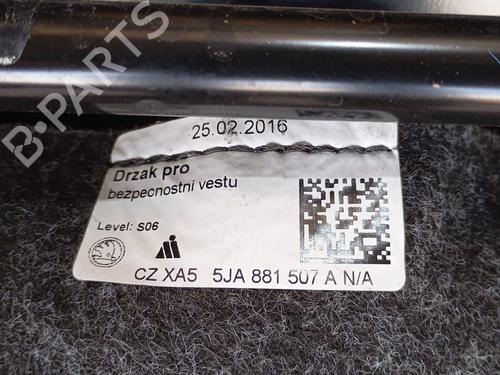 B-PARTS
25.02.2016
Drzak pro
bezpecnostni vestu
Level: S06
CZ XA5 5JA 881 507 A N/A